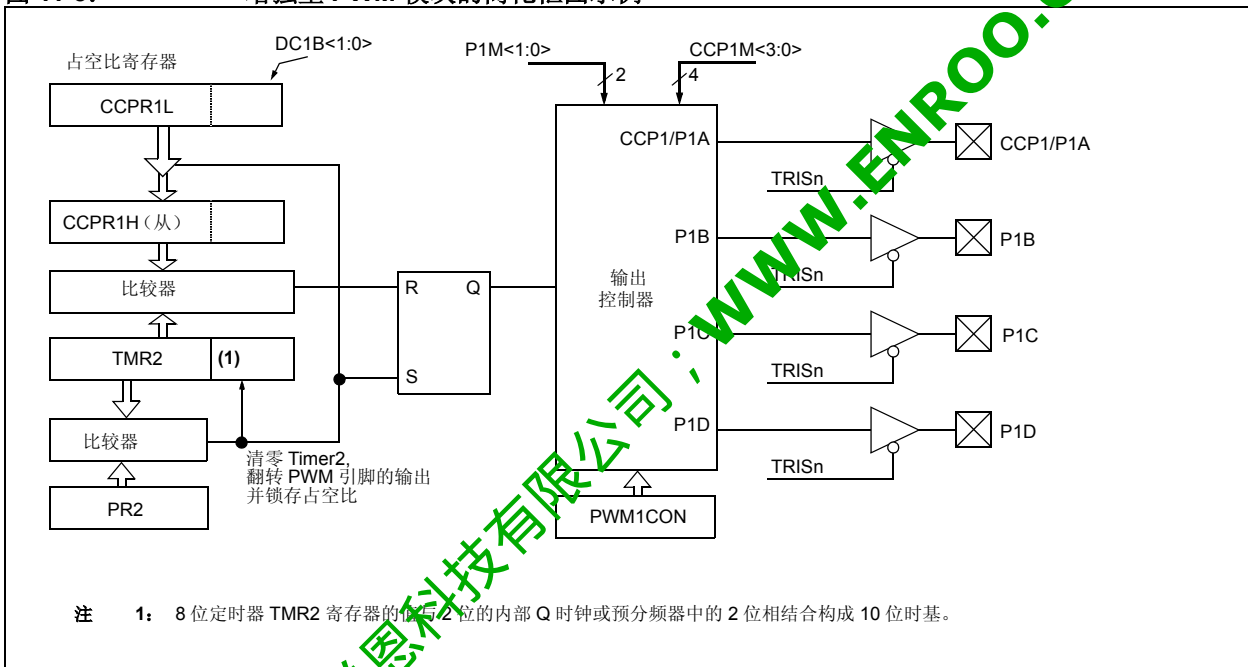 DC1B<1:0>
P1M<1:0>
CCP1M<3:0>
占空比寄存器
2
4
CCPR1L
CCP1/P1A
CCP1/P1A
TRISn
CCPR1H（从）
P1B
P1B
比较器
R
Q
输出
控制器
TRISn
P1C
P1C
TMR2
(1)
S
TRISn
P1D
P1D
比较器
清零 Timer2,
翻转 PWM 引脚的输出
并锁存占空比
TRISn
PR2
PWM1CON
注 1: 8 位定时器 TMR2 寄存器的值与 2 位的内部 Q 时钟或预分频器中的 2 位相结合构成 10 位时基。
恩科技有限公司；WWW.ENROO.